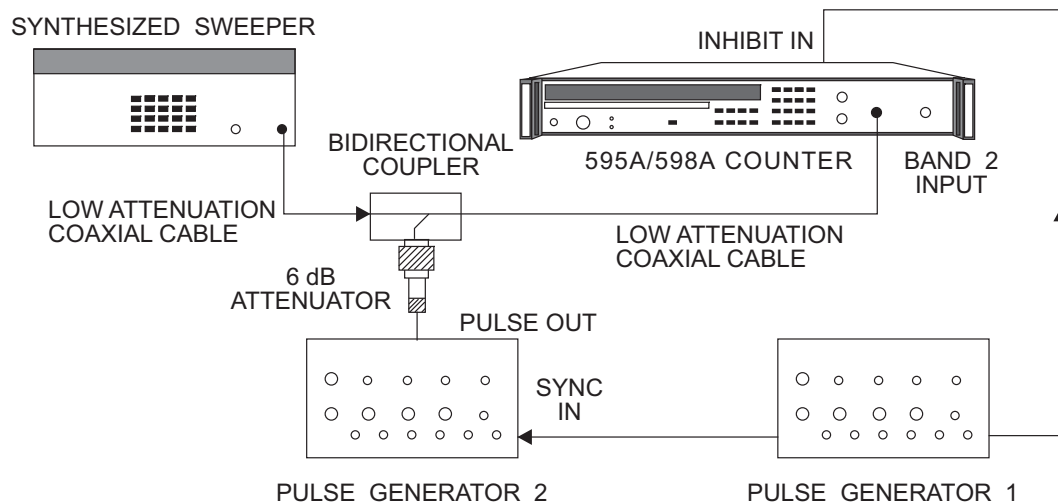 SYNTHESIZED SWEEPER
INHIBIT IN
BIDIRECTIONAL
COUPLER
595A/598A COUNTER
BAND 2
INPUT
LOW ATTENUATION
COAXIAL CABLE
LOW ATTENUATION
COAXIAL CABLE
6 dB
ATTENUATOR
PULSE OUT
SYNC
IN
PULSE GENERATOR 2
PULSE GENERATOR 1